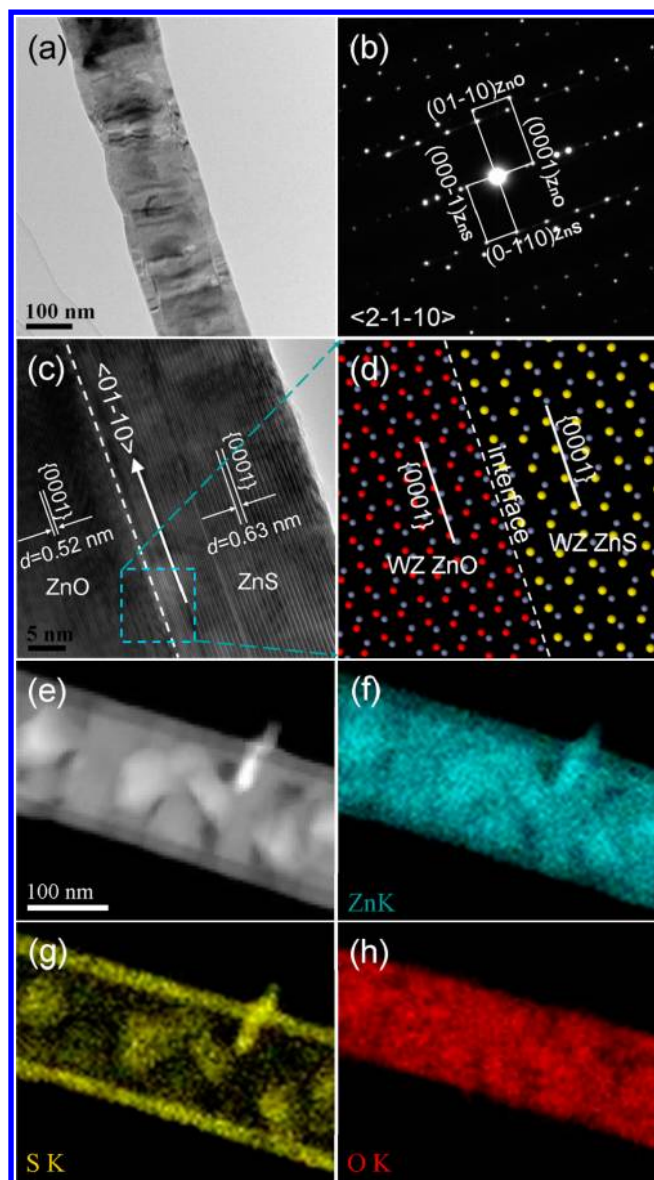 (a)
100 nm
(b)
(01-10)ZnO
(0001)ZnO
(000-1)ZnS
(0-110)ZnS
<2-1-10>
(c)
<01-10>
{0001}
{0001}
d=0.52 nm
d=0.63 nm
ZnO
ZnS
5 nm
(d)
{0001}
{0001}
Interface
WZ ZnO
WZ ZnS
(e)
100 nm
(f)
ZnK
(g)
S K
(h)
O K